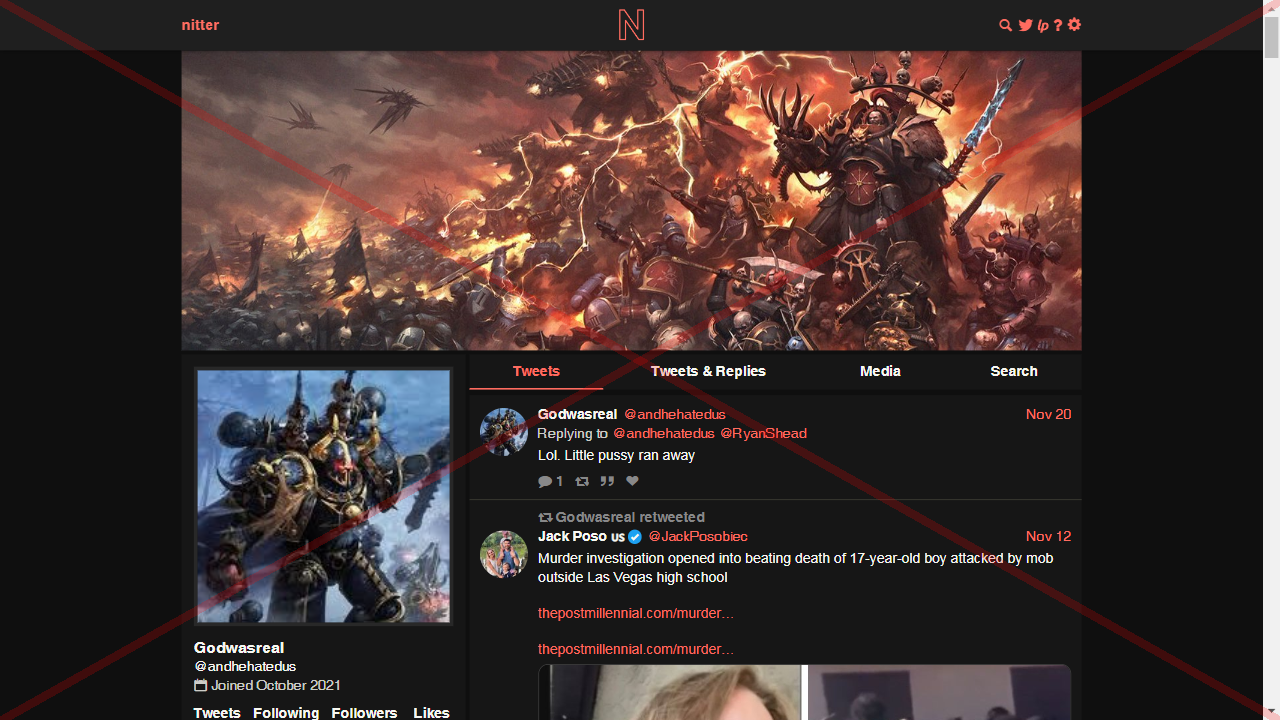 nitter
N
lp ?
Tweets Tweets & Replies Media Search
Godwasreal @andhehatedus Nov 20
Replying to @andhehatedus @RyanShead
Lol. Little pussy ran away
1
Godwasreal retweeted
Jack Poso us @JackPosobiec Nov 12
Murder investigation opened into beating death of 17-year-old boy attacked by mob
outside Las Vegas high school
thepostmillennial.com/murder…
thepostmillennial.com/murder…
Godwasreal
@andhehatedus
Joined October 2021
Tweets Following Followers Likes